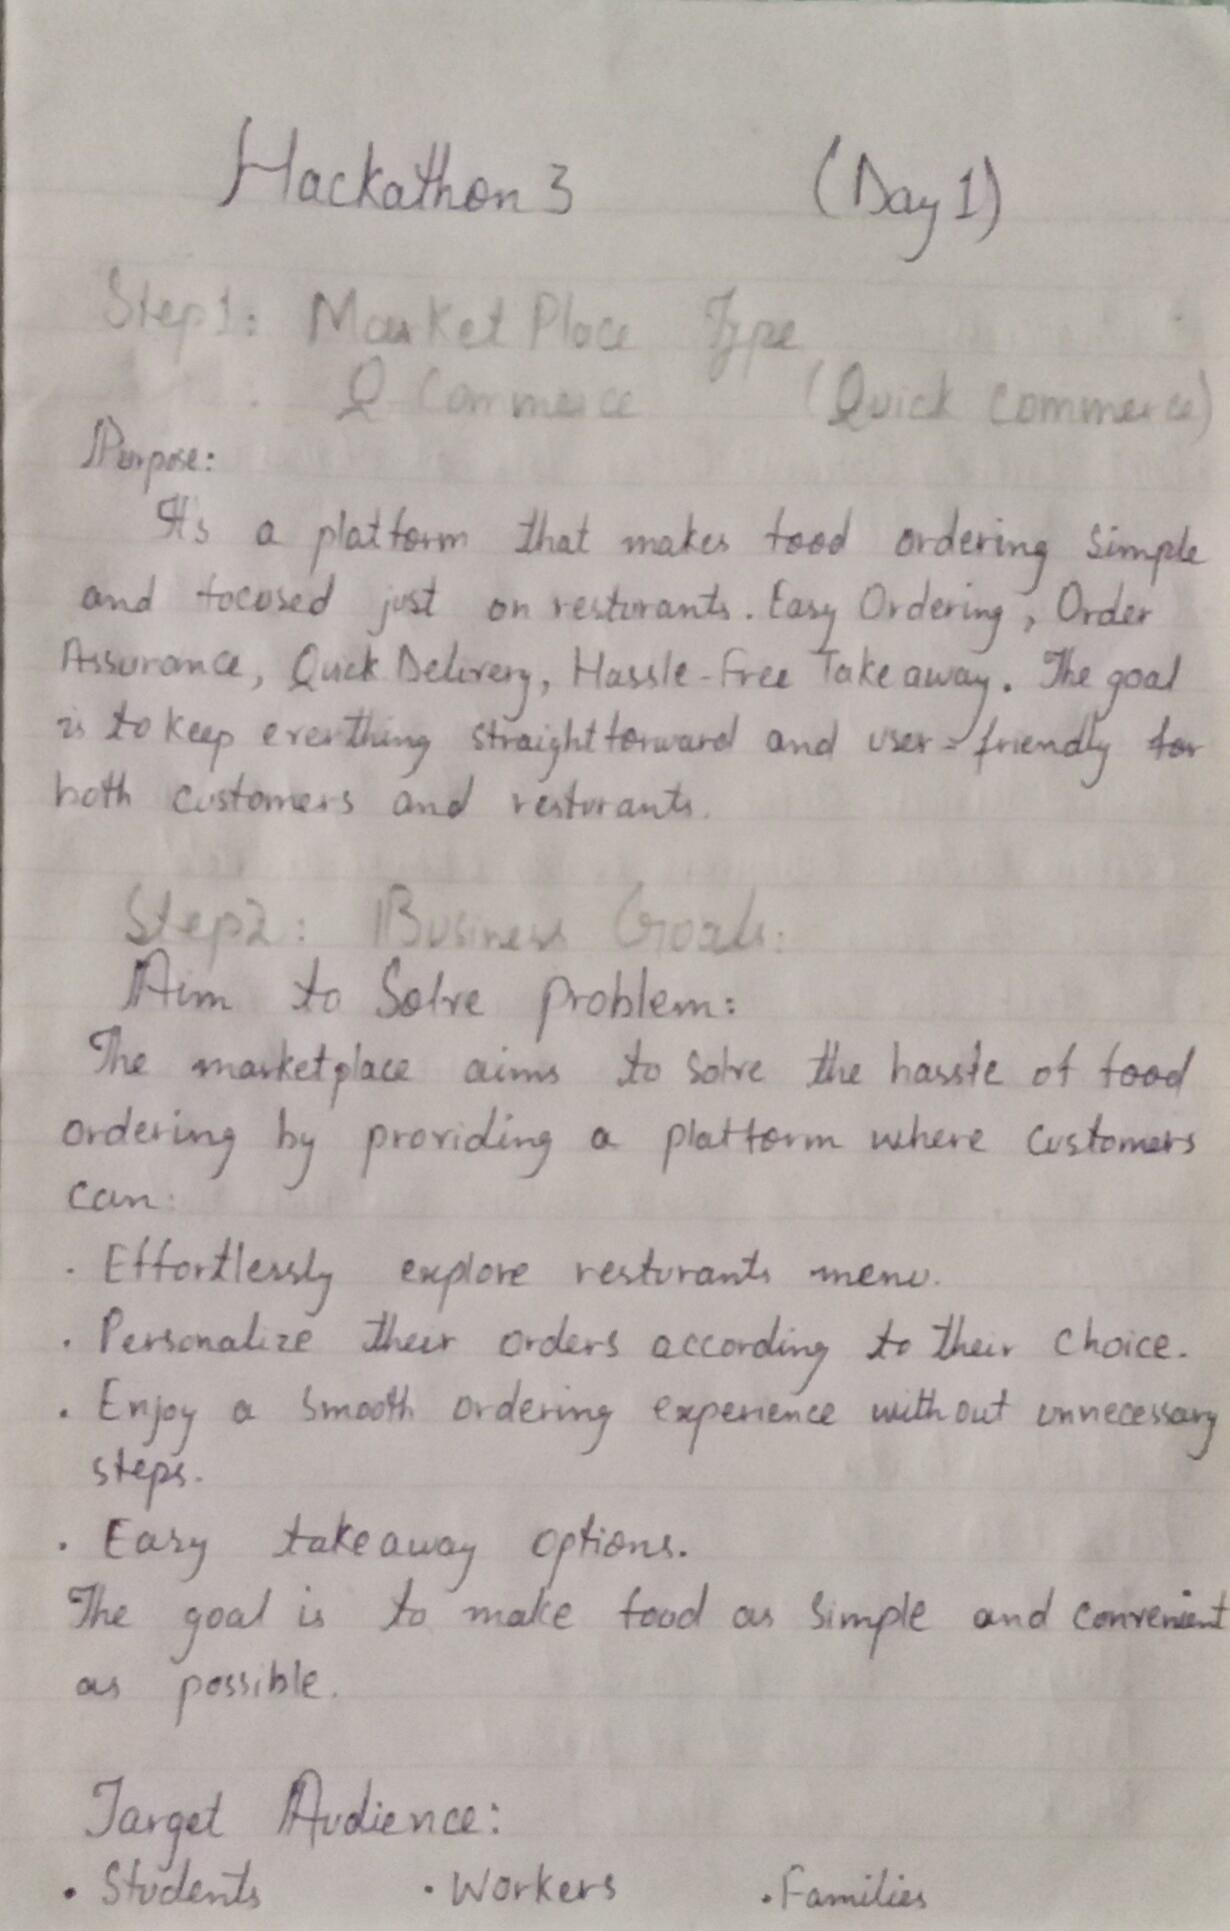 Hackathon 3 (Day 1)
Step1: Market Place Type
Q-Commerce (Quick Commerce)
Purpose:
Its a platform that makes food ordering simple
and focused just on resturants. Easy Ordering, Order
Assurance, Quick Delivery, Hassle-Free Take away. The goal
is to keep everthing straightforward and user-friendly for
both customers and resturants.
Step2: Business Goals:
Aim to Solve problem:
The marketplace aims to solve the hassle of food
ordering by providing a platform where customers
can:
. Effortlessly explore resturants menu.
. Personalize their orders according to their choice.
. Enjoy a smooth ordering experience without unnecessary
steps.
. Easy takeaway options.
The goal is to make food as simple and convenient
as possible.
Target Audience:
• Students • Workers • Families